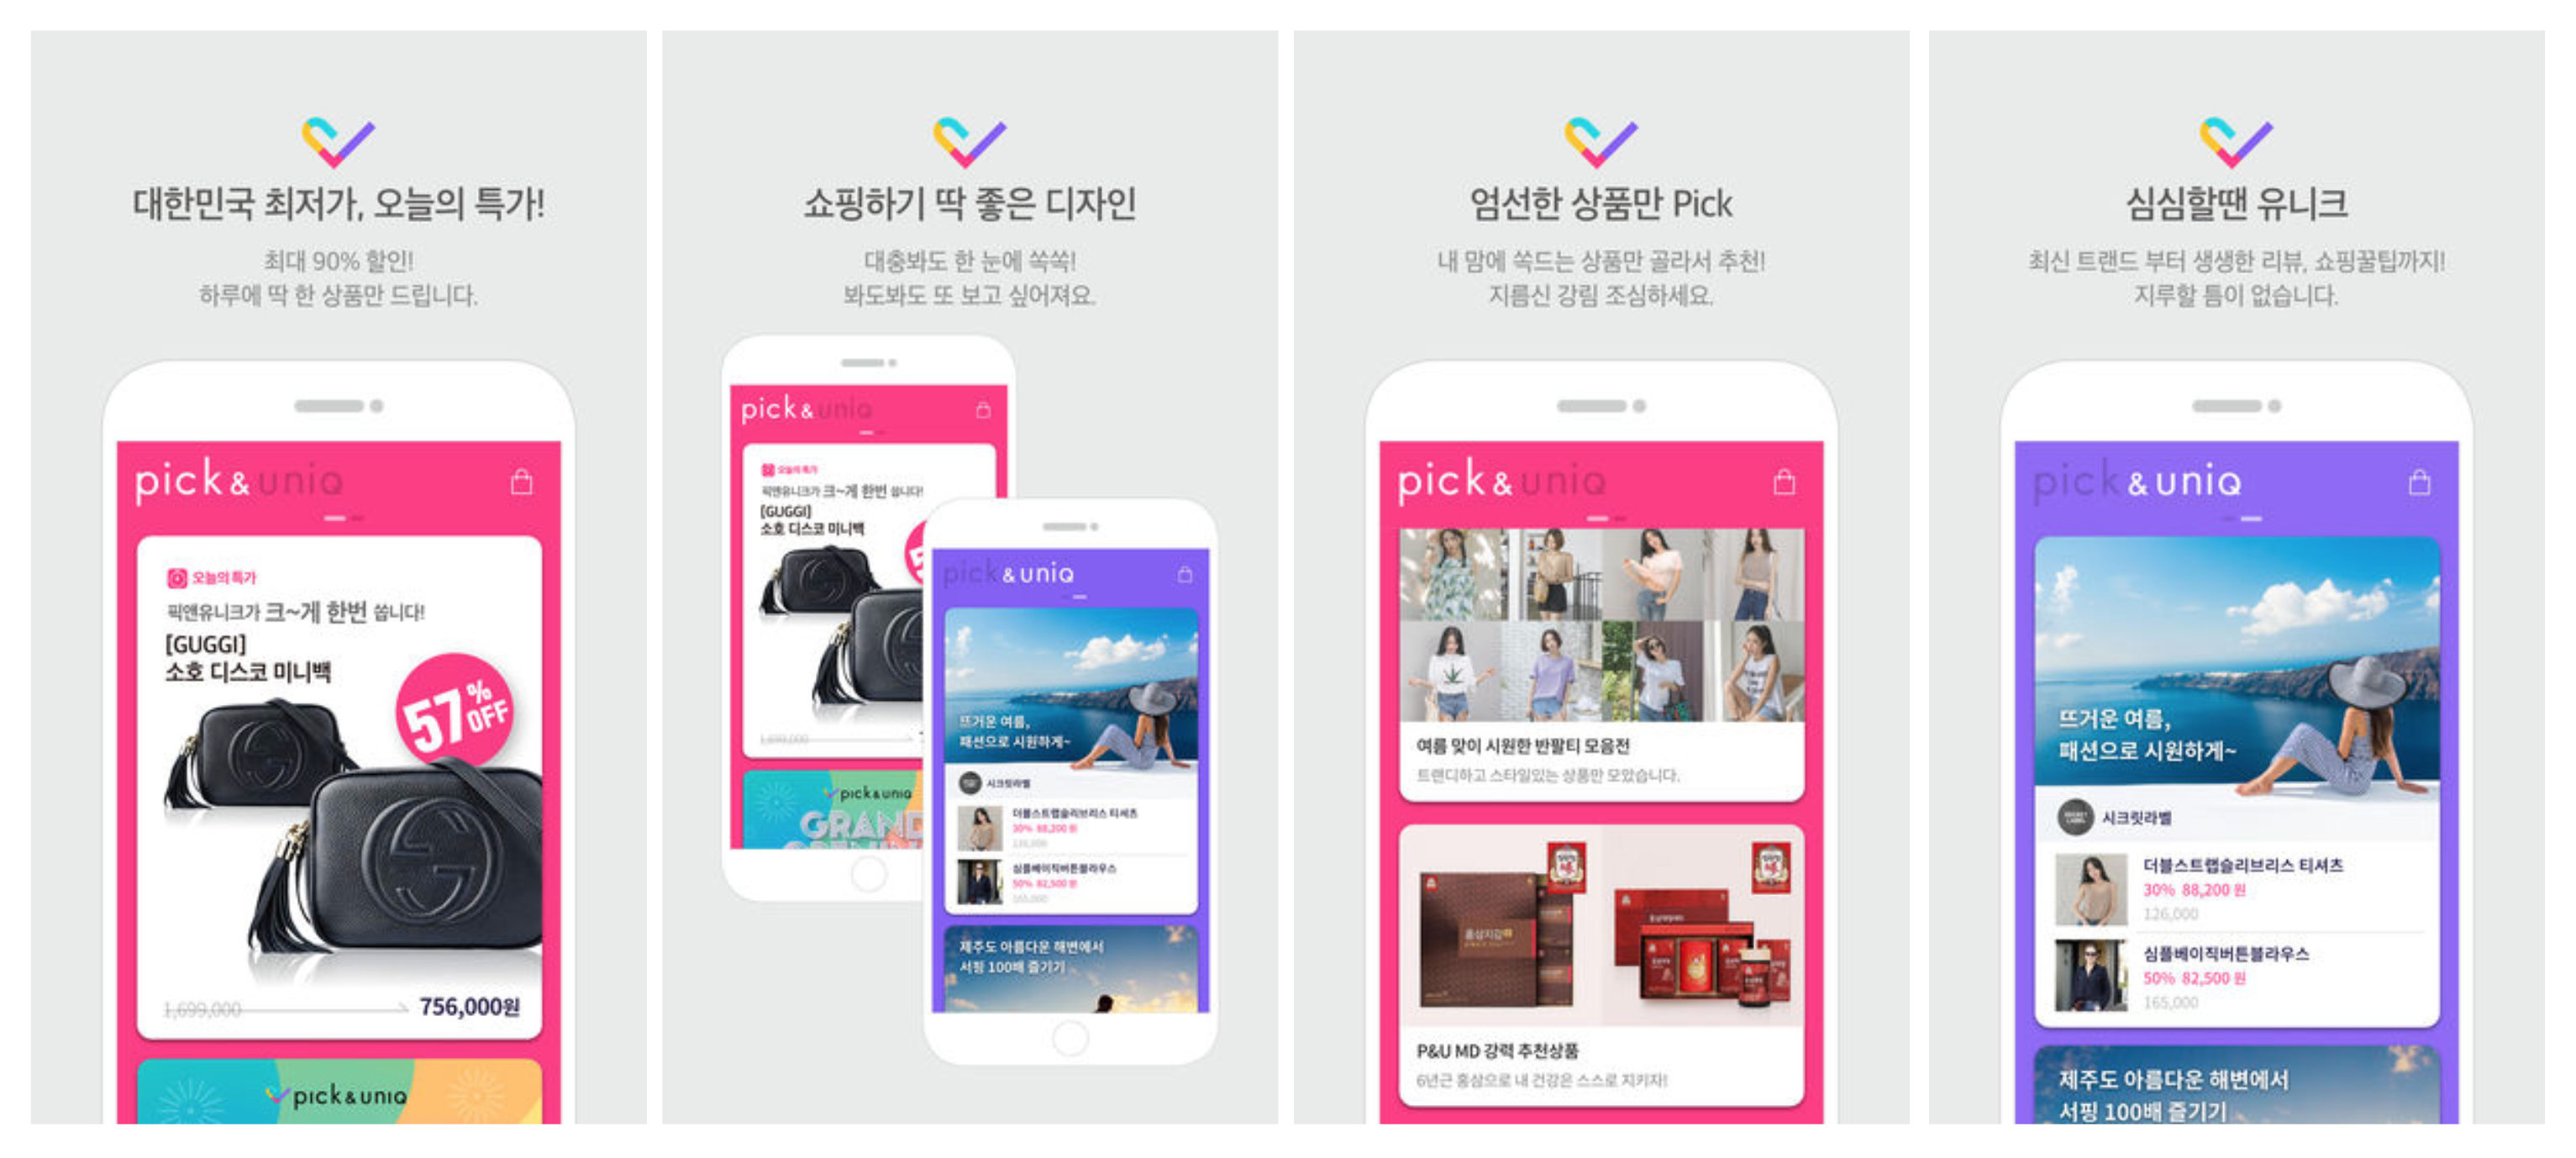 대한민국 최저가, 오늘의 특가!
최대 90% 할인!
하루에 딱 한 상품만 드립니다.
pick & uniq
오늘의특가
픽앤유니크가 크~게 한번 씁니다!
[GUGGI]
소호 디스코 미니백
57% OFF
1,699,000
756,000원
pick & uniq
쇼핑하기 딱 좋은 디자인
대충봐도 한 눈에 쏙쏙!
봐도봐도 또 보고 싶어져요.
pick & uniq
오늘의특가
픽앤유니크가 크~게 한번 씁니다!
[GUGGI]
소호 디스코 미니백
1,699,000
pick & uniq
GRAND
pick & uniq
뜨거운 여름,
패션으로 시원하게~
시크릿라벨
더블스트랩슬리브리스 티셔츠
30% 88,200 원
126,000
심플베이직버튼블라우스
50% 82,500 원
165,000
제주도 아름다운 해변에서
서핑 100배 즐기기
엄선한 상품만 Pick
내 맘에 쏙드는 상품만 골라서 추천!
지름신 강림 조심하세요.
pick & uniq
여름 맞이 시원한 반팔티 모음전
트랜디하고 스타일있는 상품만 모았습니다.
P&U MD 강력 추천상품
6년근 홍삼으로 내 건강은 스스로 지키자!
심심할땐 유니크
최신 트랜드 부터 생생한 리뷰, 쇼핑꿀팁까지!
지루할 틈이 없습니다.
pick & uniq
뜨거운 여름,
패션으로 시원하게~
시크릿라벨
더블스트랩슬리브리스 티셔츠
30% 88,200 원
126,000
심플베이직버튼블라우스
50% 82,500 원
165,000
제주도 아름다운 해변에서
서핑 100배 즐기기